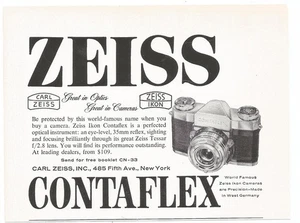 ZEISS
CARL ZEISS
Great in Optics
Great in Cameras
ZEISS IKON
Be protected by this world-famous name when you
buy a camera. Zeiss Ikon Contaflex is a perfected
optical instrument: an eye-level, 35mm reflex, sighting
and focusing brilliantly through its great Zeiss Tessar
f/2.8 lens. You will find its performance outstanding.
At leading dealers, from $109.
Send for free booklet CN-33
CARL ZEISS, INC., 485 Fifth Ave., New York
World Famous
Zeiss Ikon Cameras
are Precision-Made
in West Germany
CONTAFLEX